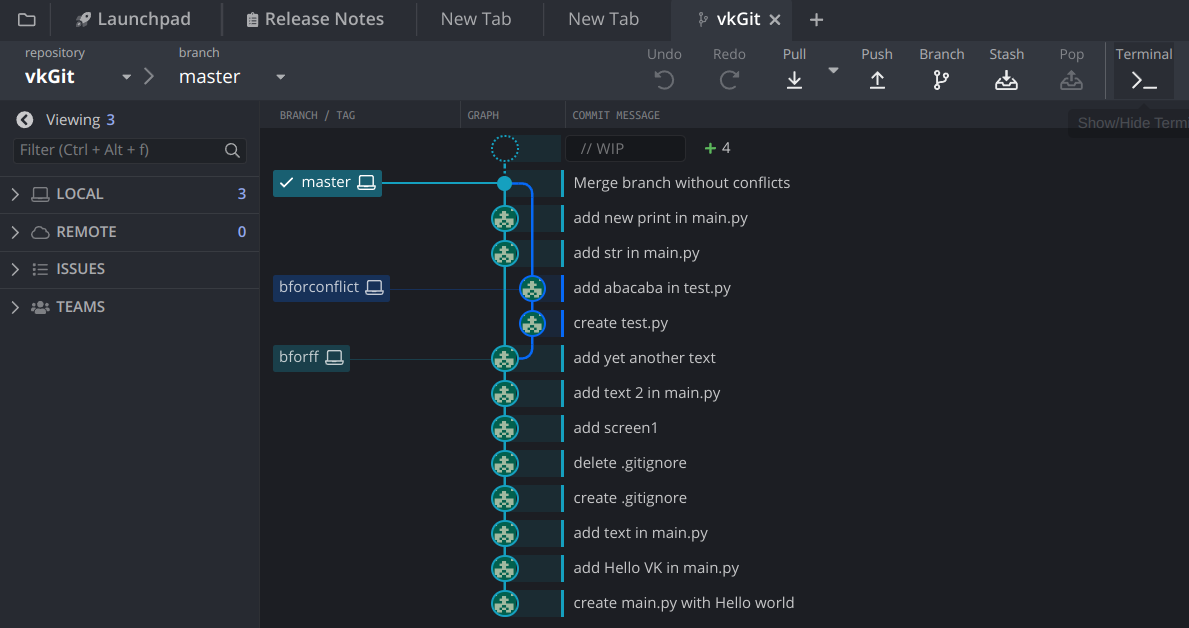 Launchpad Release Notes New Tab New Tab vkGit
repository branch
vkGit master
Undo Redo Pull Push Branch Stash Pop Terminal
Show/Hide Term
Viewing 3
Filter (Ctrl + Alt + f)
LOCAL 3
REMOTE 0
ISSUES
TEAMS
BRANCH / TAG GRAPH COMMIT MESSAGE
// WIP 4
master Merge branch without conflicts
add new print in main.py
add str in main.py
bforconflict add abacaba in test.py
create test.py
bforff add yet another text
add text 2 in main.py
add screen1
delete .gitignore
create .gitignore
add text in main.py
add Hello VK in main.py
create main.py with Hello world